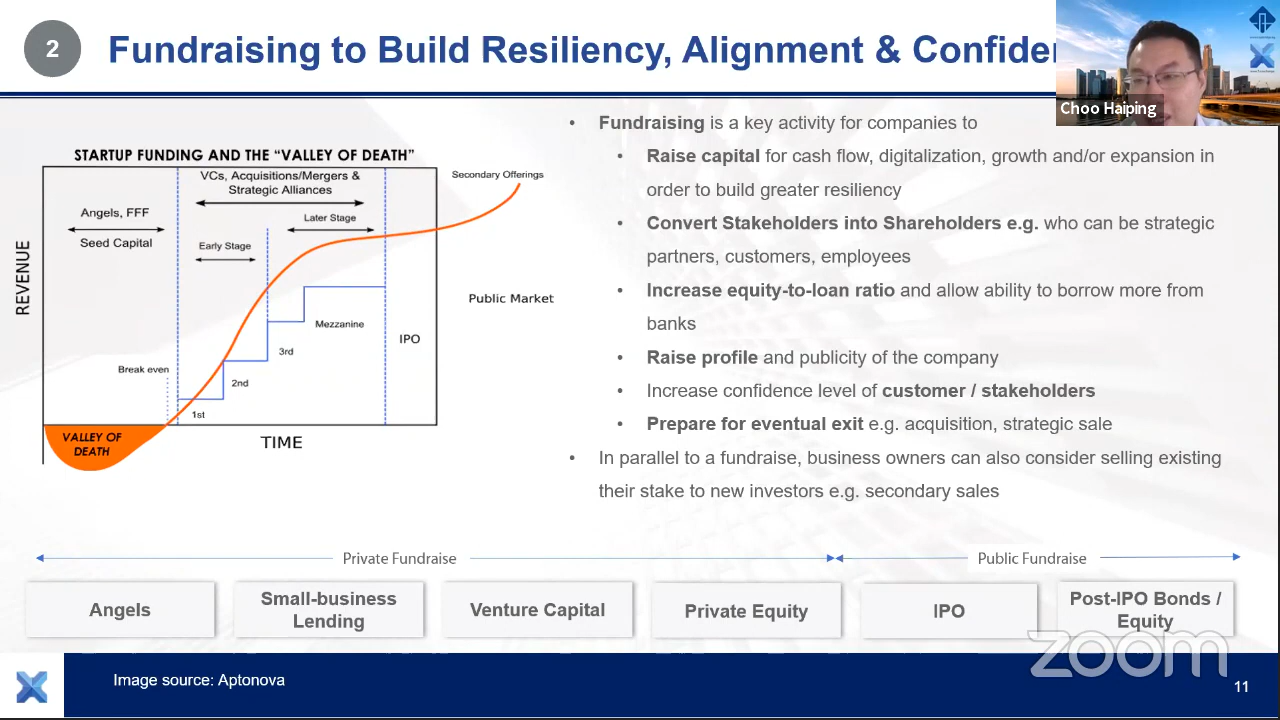 2
Fundraising to Build Resiliency, Alignment &
Choo Haiping
STARTUP FUNDING AND THE “VALLEY OF DEATH”
VCs, Acquisitions/Mergers &
Strategic Alliances
Secondary Offerings
Angels, FFF
Seed Capital
Later Stage
Early Stage
REVENUE
Public Market
Mezzanine
IPO
3rd
Break even
2nd
1st
VALLEY OF
DEATH
TIME
• Fundraising is a key activity for companies to
• Raise capital for cash flow, digitalization, growth and/or expansion in
order to build greater resiliency
• Convert Stakeholders into Shareholders e.g. who can be strategic
partners, customers, employees
• Increase equity-to-loan ratio and allow ability to borrow more from
banks
• Raise profile and publicity of the company
• Increase confidence level of customer / stakeholders
• Prepare for eventual exit e.g. acquisition, strategic sale
• In parallel to a fundraise, business owners can also consider selling existing
their stake to new investors e.g. secondary sales
Private Fundraise
Public Fundraise
Angels
Small-business
Lending
Venture Capital
Private Equity
IPO
Post-IPO Bonds /
Equity
zoom
Image source: Aptonova
11